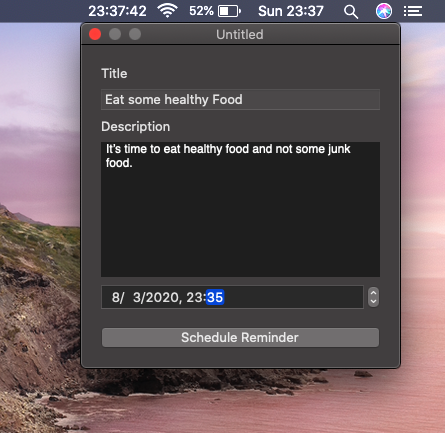 23:37:42 52% Sun 23:37
Untitled
Title
Eat some healthy Food
Description
It's time to eat healthy food and not some junk
food.
8/ 3/2020, 23:35
Schedule Reminder